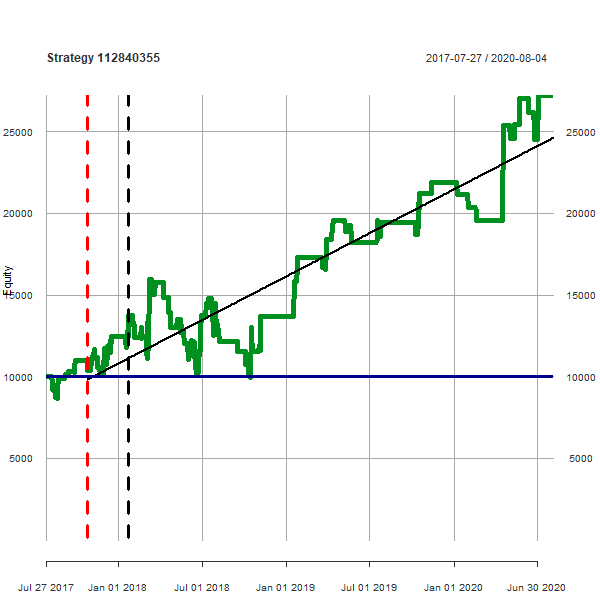 Strategy 112840355
2017-07-27 / 2020-08-04
25000
25000
20000
20000
Equity
15000
15000
10000
10000
5000
5000
Jul 27 2017
Jan 01 2018
Jul 01 2018
Jan 01 2019
Jul 01 2019
Jan 01 2020
Jun 30 2020